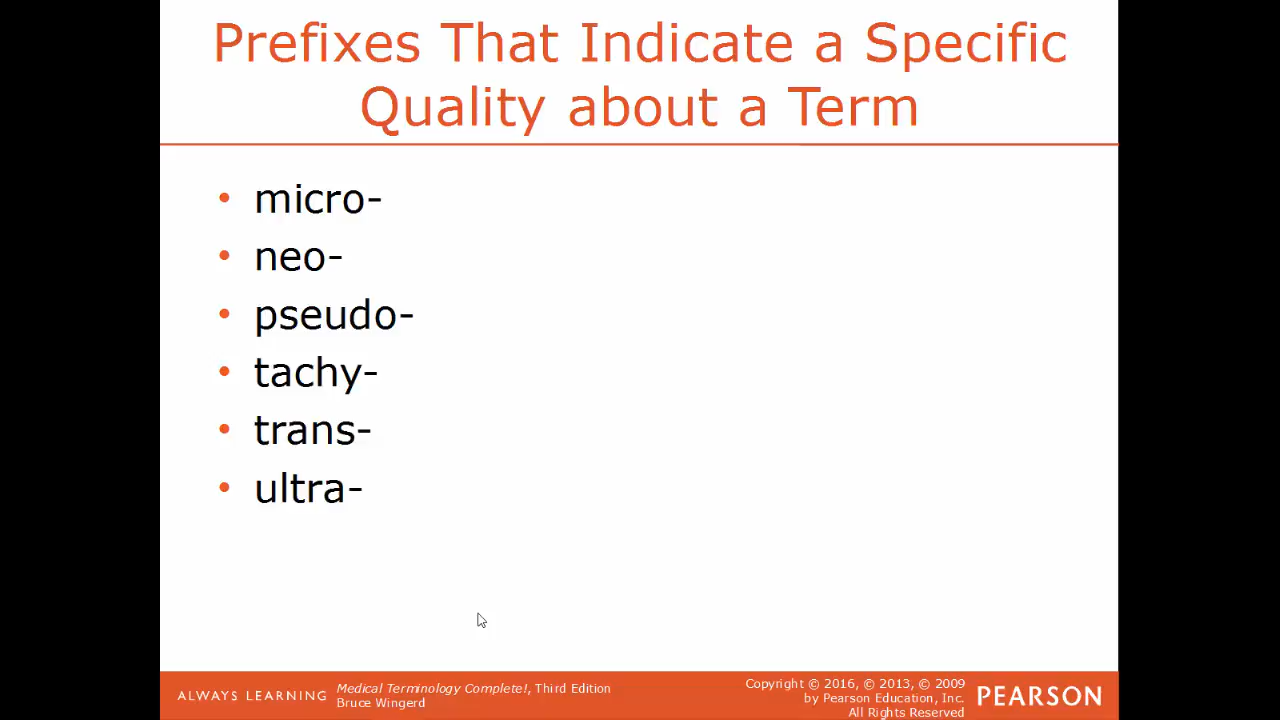 Prefixes That Indicate a Specific
Quality about a Term
• micro-
• neo-
• pseudo-
• tachy-
• trans-
• ultra-
ALWAYS LEARNING
Medical Terminology Complete!, Third Edition
Bruce Wingerd
Copyright © 2016, © 2013, © 2009
by Pearson Education, Inc.
All Rights Reserved
PEARSON